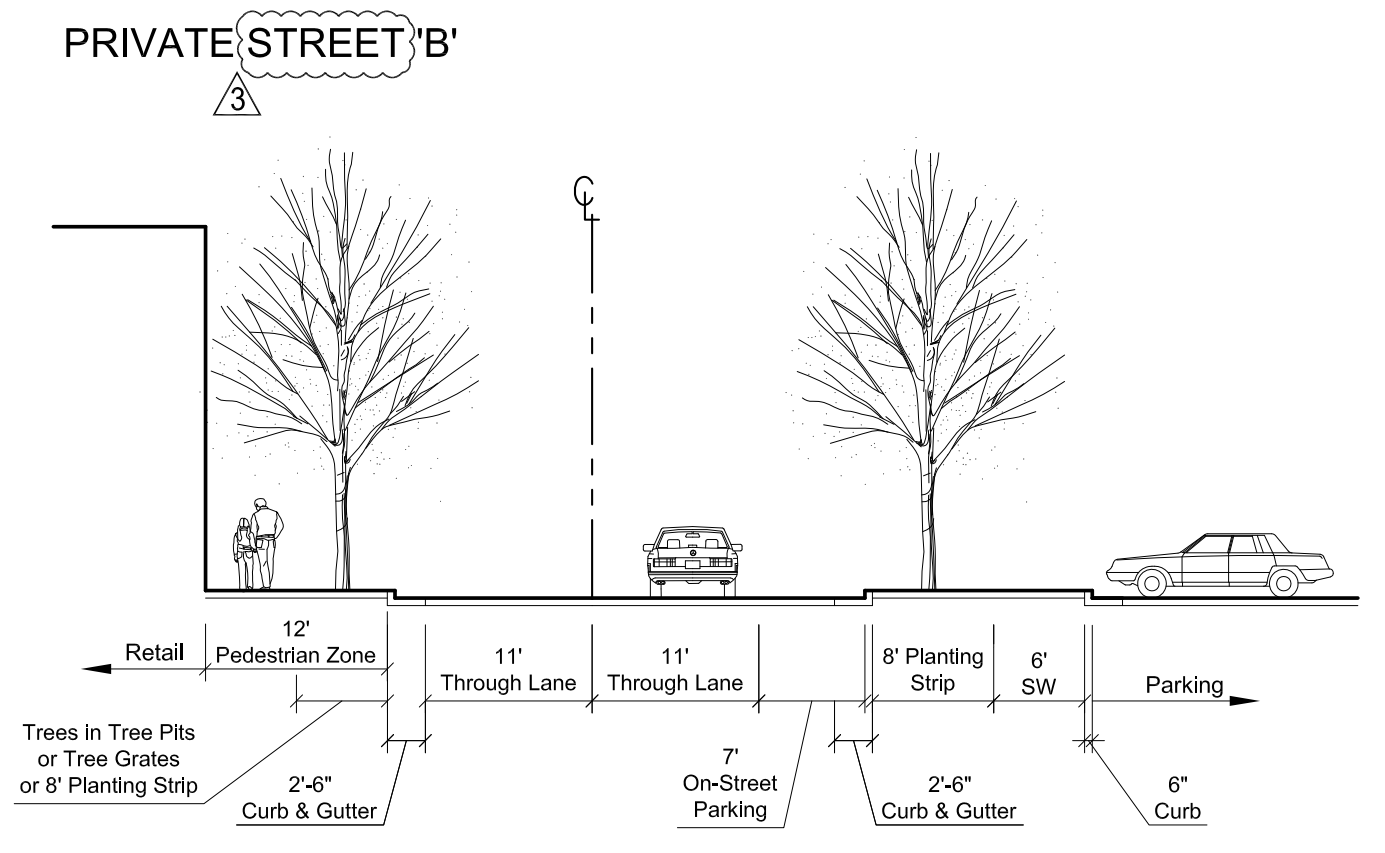 PRIVATE STREET 'B'
3
CL
Retail
12'
Pedestrian Zone
11'
Through Lane
11'
Through Lane
8' Planting
Strip
6'
SW
Parking
Trees in Tree Pits
or Tree Grates
or 8' Planting Strip
2'-6"
Curb & Gutter
7'
On-Street
Parking
2'-6"
Curb & Gutter
6"
Curb